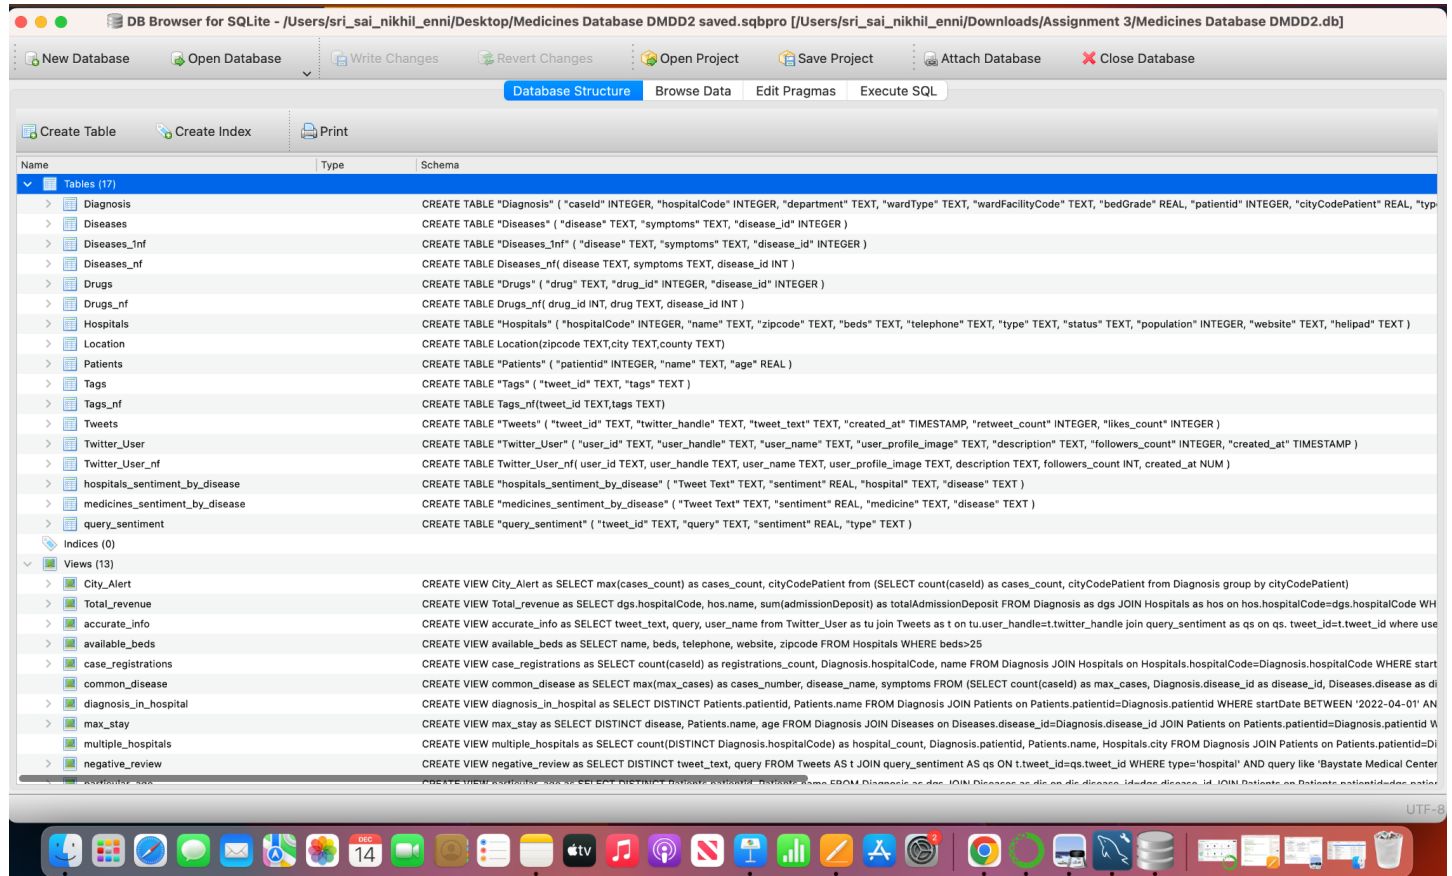 DB Browser for SQLite - /Users/sri_sai_nikhil_enni/Desktop/Medicines Database DMDD2 saved.sqbpro [/Users/sri_sai_nikhil_enni/Downloads/Assignment 3/Medicines Database DMDD2.db]
New Database Open Database Write Changes Revert Changes Open Project Save Project Attach Database Close Database
Database Structure Browse Data Edit Pragmas Execute SQL
Create Table Create Index Print
Name Type Schema
Tables (17)
Diagnosis CREATE TABLE "Diagnosis" ( "caseId" INTEGER, "hospitalCode" INTEGER, "department" TEXT, "wardType" TEXT, "wardFacilityCode" TEXT, "bedGrade" REAL, "patientid" INTEGER, "cityCodePatient" REAL, "typ
Diseases CREATE TABLE "Diseases" ( "disease" TEXT, "symptoms" TEXT, "disease_id" INTEGER )
Diseases_1nf CREATE TABLE "Diseases_1nf" ( "disease" TEXT, "symptoms" TEXT, "disease_id" INTEGER )
Diseases_nf CREATE TABLE Diseases_nf( disease TEXT, symptoms TEXT, disease_id INT )
Drugs CREATE TABLE "Drugs" ( "drug" TEXT, "drug_id" INTEGER, "disease_id" INTEGER )
Drugs_nf CREATE TABLE Drugs_nf( drug_id INT, drug TEXT, disease_id INT )
Hospitals CREATE TABLE "Hospitals" ( "hospitalCode" INTEGER, "name" TEXT, "zipcode" TEXT, "beds" TEXT, "telephone" TEXT, "type" TEXT, "status" TEXT, "population" INTEGER, "website" TEXT, "helipad" TEXT )
Location CREATE TABLE Location(zipcode TEXT,city TEXT,county TEXT)
Patients CREATE TABLE "Patients" ( "patientid" INTEGER, "name" TEXT, "age" REAL )
Tags CREATE TABLE "Tags" ( "tweet_id" TEXT, "tags" TEXT )
Tags_nf CREATE TABLE Tags_nf(tweet_id TEXT,tags TEXT)
Tweets CREATE TABLE "Tweets" ( "tweet_id" TEXT, "twitter_handle" TEXT, "tweet_text" TEXT, "created_at" TIMESTAMP, "retweet_count" INTEGER, "likes_count" INTEGER )
Twitter_User CREATE TABLE "Twitter_User" ( "user_id" TEXT, "user_handle" TEXT, "user_name" TEXT, "user_profile_image" TEXT, "description" TEXT, "followers_count" INTEGER, "created_at" TIMESTAMP )
Twitter_User_nf CREATE TABLE Twitter_User_nf( user_id TEXT, user_handle TEXT, user_name TEXT, user_profile_image TEXT, description TEXT, followers_count INT, created_at NUM )
hospitals_sentiment_by_disease CREATE TABLE "hospitals_sentiment_by_disease" ( "Tweet Text" TEXT, "sentiment" REAL, "hospital" TEXT, "disease" TEXT )
medicines_sentiment_by_disease CREATE TABLE "medicines_sentiment_by_disease" ( "Tweet Text" TEXT, "sentiment" REAL, "medicine" TEXT, "disease" TEXT )
query_sentiment CREATE TABLE "query_sentiment" ( "tweet_id" TEXT, "query" TEXT, "sentiment" REAL, "type" TEXT )
Indices (0)
Views (13)
City_Alert CREATE VIEW City_Alert as SELECT max(cases_count) as cases_count, cityCodePatient from (SELECT count(caseId) as cases_count, cityCodePatient from Diagnosis group by cityCodePatient)
Total_revenue CREATE VIEW Total_revenue as SELECT dgs.hospitalCode, hos.name, sum(admissionDeposit) as totalAdmissionDeposit FROM Diagnosis as dgs JOIN Hospitals as hos on hos.hospitalCode=dgs.hospitalCode WH
accurate_info CREATE VIEW accurate_info as SELECT tweet_text, query, user_name from Twitter_User as tu join Tweets as t on tu.user_handle=t.twitter_handle join query_sentiment as qs on qs. tweet_id=t.tweet_id where use
available_beds CREATE VIEW available_beds as SELECT name, beds, telephone, website, zipcode FROM Hospitals WHERE beds>25
case_registrations CREATE VIEW case_registrations as SELECT count(caseId) as registrations_count, Diagnosis.hospitalCode, name FROM Diagnosis JOIN Hospitals on Hospitals.hospitalCode=Diagnosis.hospitalCode WHERE start
common_disease CREATE VIEW common_disease as SELECT max(max_cases) as cases_number, disease_name, symptoms FROM (SELECT count(caseId) as max_cases, Diagnosis.disease_id as disease_id, Diseases.disease as di
diagnosis_in_hospital CREATE VIEW diagnosis_in_hospital as SELECT DISTINCT Patients.patientid, Patients.name FROM Diagnosis JOIN Patients on Patients.patientid=Diagnosis.patientid WHERE startDate BETWEEN '2022-04-01' AN
max_stay CREATE VIEW max_stay as SELECT DISTINCT disease, Patients.name, age FROM Diagnosis JOIN Diseases on Diseases.disease_id=Diagnosis.disease_id JOIN Patients on Patients.patientid=Diagnosis.patientid W
multiple_hospitals CREATE VIEW multiple_hospitals as SELECT count(DISTINCT Diagnosis.hospitalCode) as hospital_count, Diagnosis.patientid, Patients.name, Hospitals.city FROM Diagnosis JOIN Patients on Patients.patientid=Di
negative_review CREATE VIEW negative_review as SELECT DISTINCT tweet_text, query FROM Tweets AS t JOIN query_sentiment AS qs ON t.tweet_id=qs.tweet_id WHERE type='hospital' AND query like 'Baystate Medical Center
UTF-8
DEC
14
tv
2